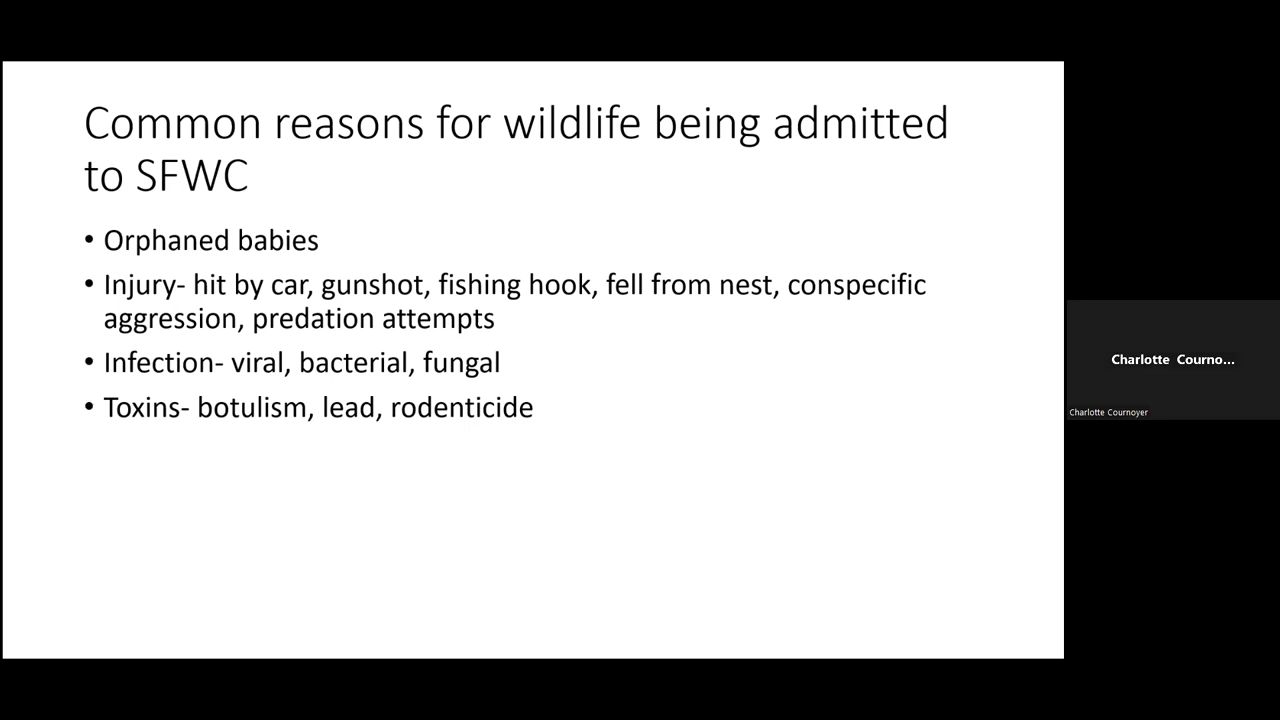 Common reasons for wildlife being admitted
to SFWC
• Orphaned babies
• Injury- hit by car, gunshot, fishing hook, fell from nest, conspecific
aggression, predation attempts
• Infection- viral, bacterial, fungal
• Toxins- botulism, lead, rodenticide
Charlotte Courno...
Charlotte Cournoyer